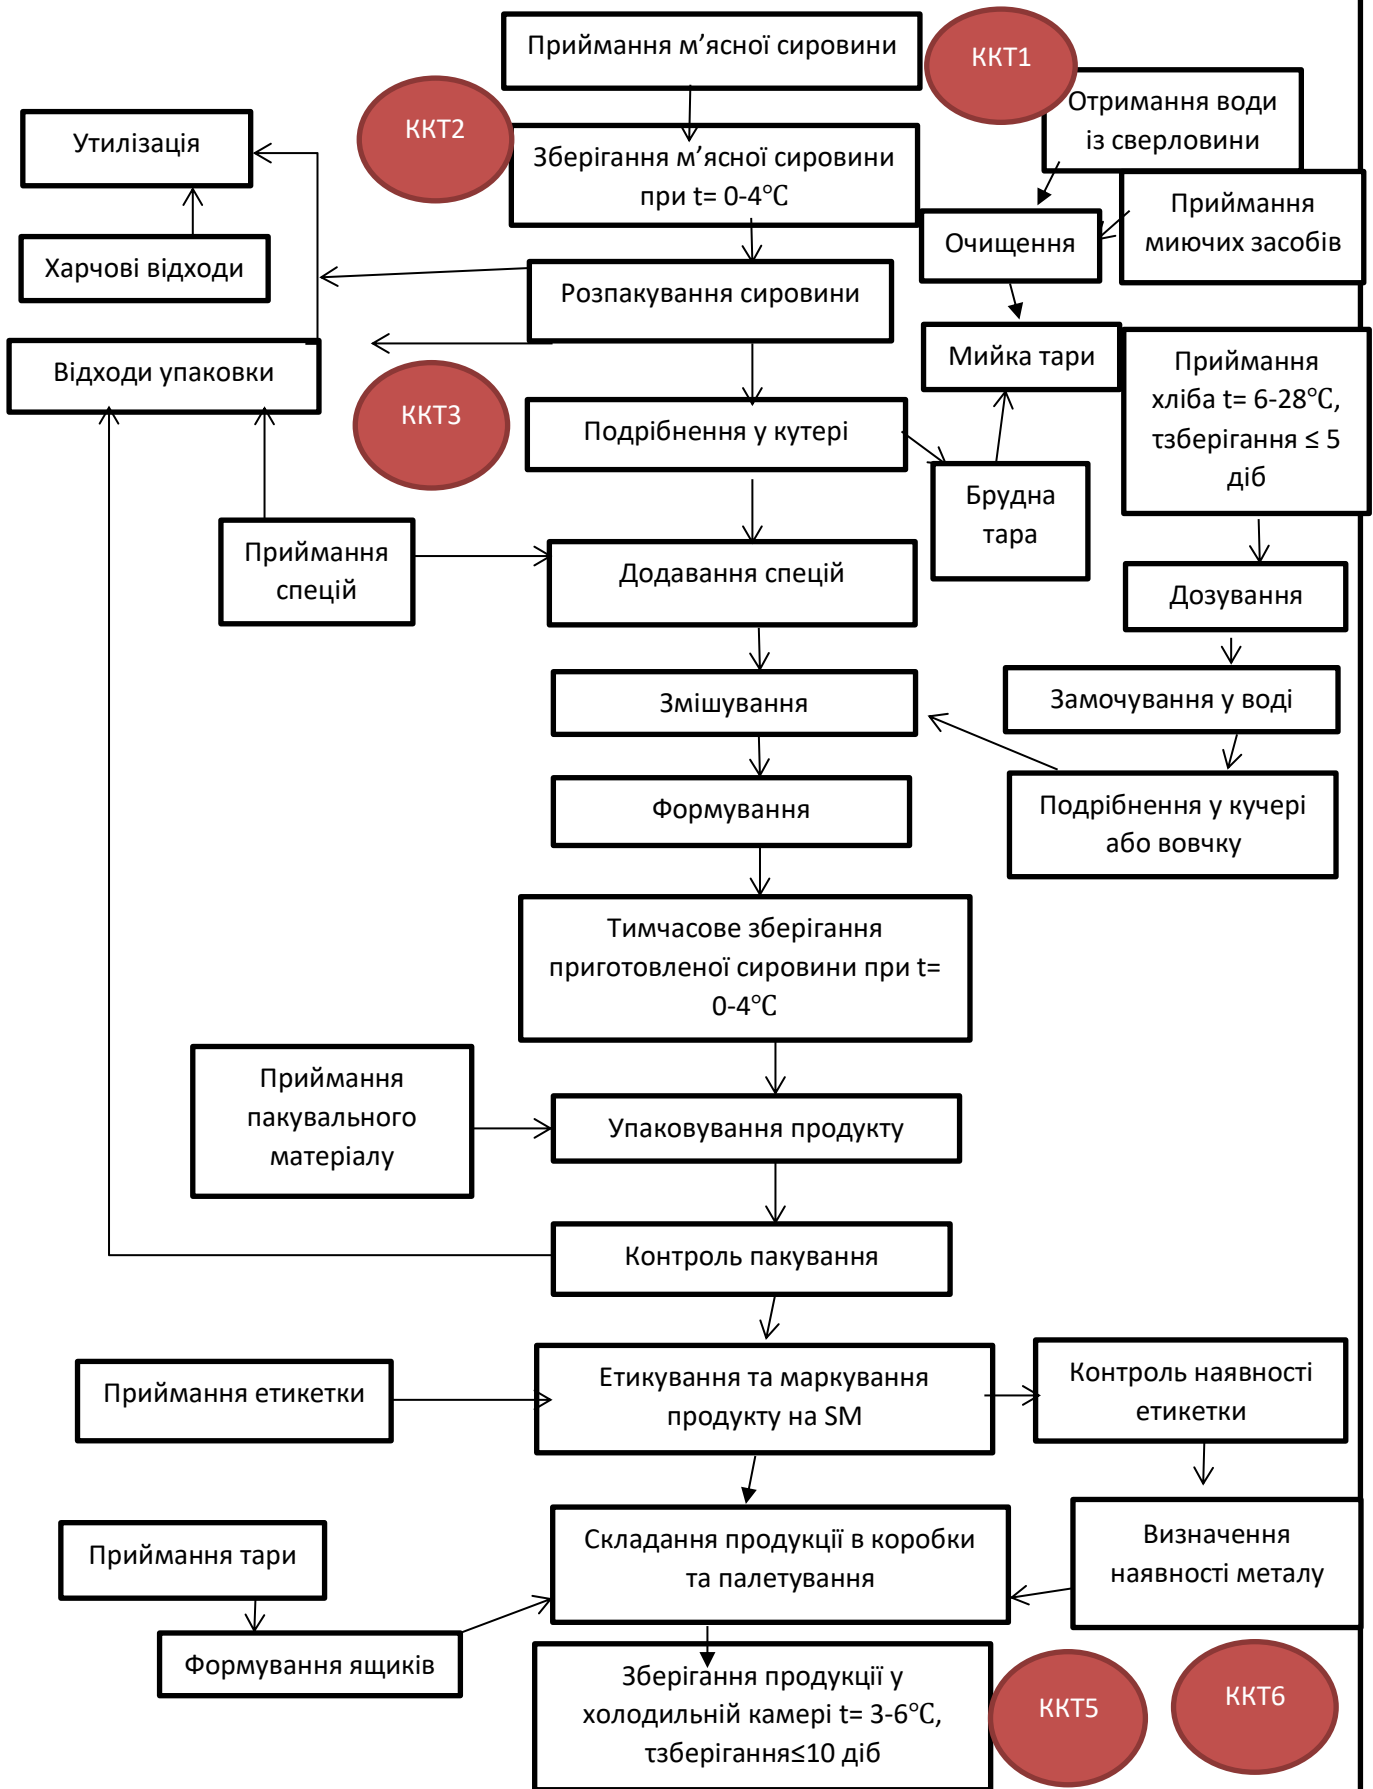 Приймання м’ясної сировини
ККТ1
Отримання води
із сверловини
ККТ2
Утилізація
Зберігання м’ясної сировини
при t= 0-4℃
Приймання
миючих засобів
Очищення
Харчові відходи
Розпакування сировини
Мийка тари
Приймання
хліба t= 6-28℃,
τзберігання ≤ 5
діб
Відходи упаковки
ККТ3
Подрібнення у кутері
Брудна
тара
Приймання
спецій
Додавання спецій
Дозування
Змішування
Замочування у воді
Формування
Подрібнення у кучері
або вовчку
Тимчасове зберігання
приготовленої сировини при t=
0-4℃
Приймання
пакувального
матеріалу
Упаковування продукту
Контроль пакування
Приймання етикетки
Етикування та маркування
продукту на SM
Контроль наявності
етикетки
Приймання тари
Складання продукції в коробки
та палетування
Визначення
наявності металу
Формування ящиків
Зберігання продукції у
холодильній камері t= 3-6℃,
τзберігання≤10 діб
ККТ5
ККТ6